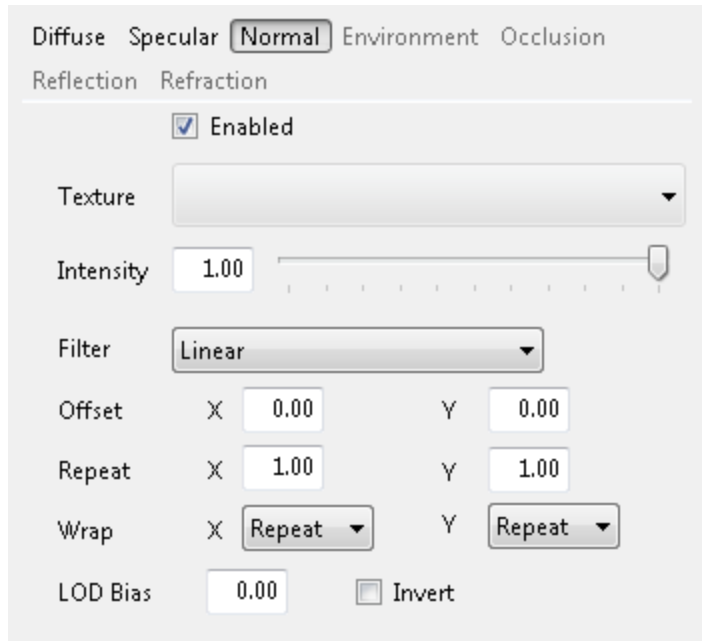 Diffuse Specular Normal Environment Occlusion
Reflection Refraction
Enabled
Texture
Intensity 1.00
Filter Linear
Offset X 0.00 Y 0.00
Repeat X 1.00 Y 1.00
Wrap X Repeat Y Repeat
LOD Bias 0.00 Invert